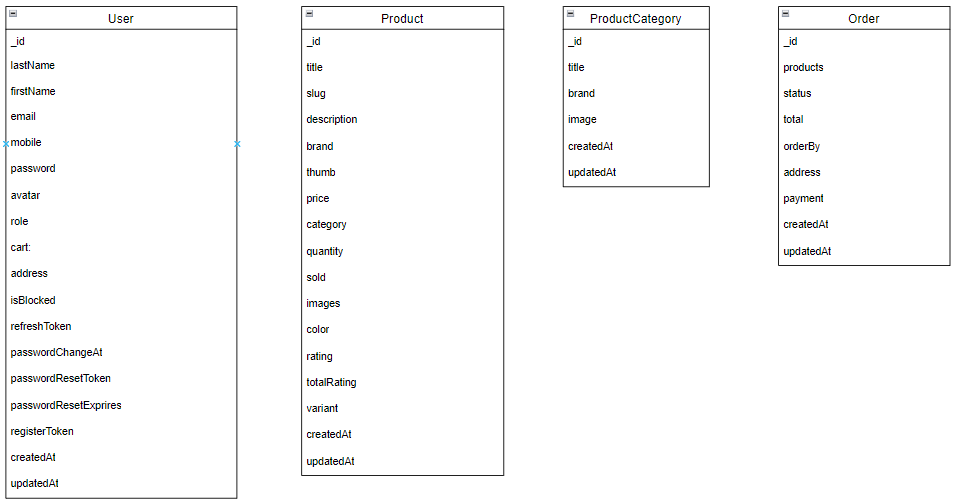 User
_id
lastName
firstName
email
mobile
password
avatar
role
cart:
address
isBlocked
refreshToken
passwordChangeAt
passwordResetToken
passwordResetExprires
registerToken
createdAt
updatedAt
Product
_id
title
slug
description
brand
thumb
price
category
quantity
sold
images
color
rating
totalRating
variant
createdAt
updatedAt
ProductCategory
_id
title
brand
image
createdAt
updatedAt
Order
_id
products
status
total
orderBy
address
payment
createdAt
updatedAt